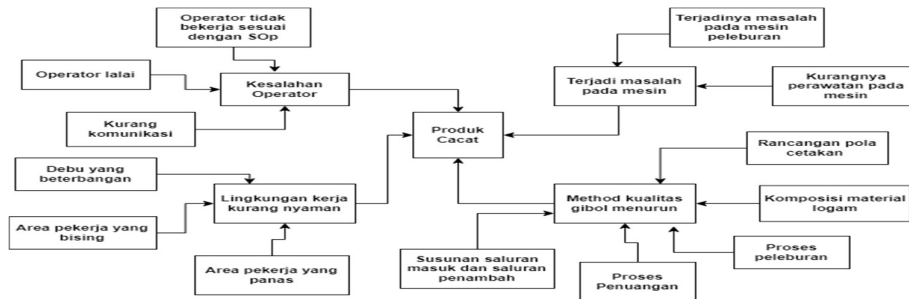 Operator tidak
bekerja sesuai
dengan SOp
Terjadinya masalah
pada mesin
peleburan
Operator lalai
Kesalahan
Operator
Terjadi masalah
pada mesin
Kurangnya
perawatan pada
mesin
Kurang
komunikasi
Produk
Cacat
Rancangan pola
cetakan
Debu yang
beterbangan
Lingkungan kerja
kurang nyaman
Method kualitas
gibol menurun
Komposisi material
logam
Area pekerja yang
bising
Area pekerja yang
panas
Susunan saluran
masuk dan saluran
penambah
Proses
Penuangan
Proses
peleburan